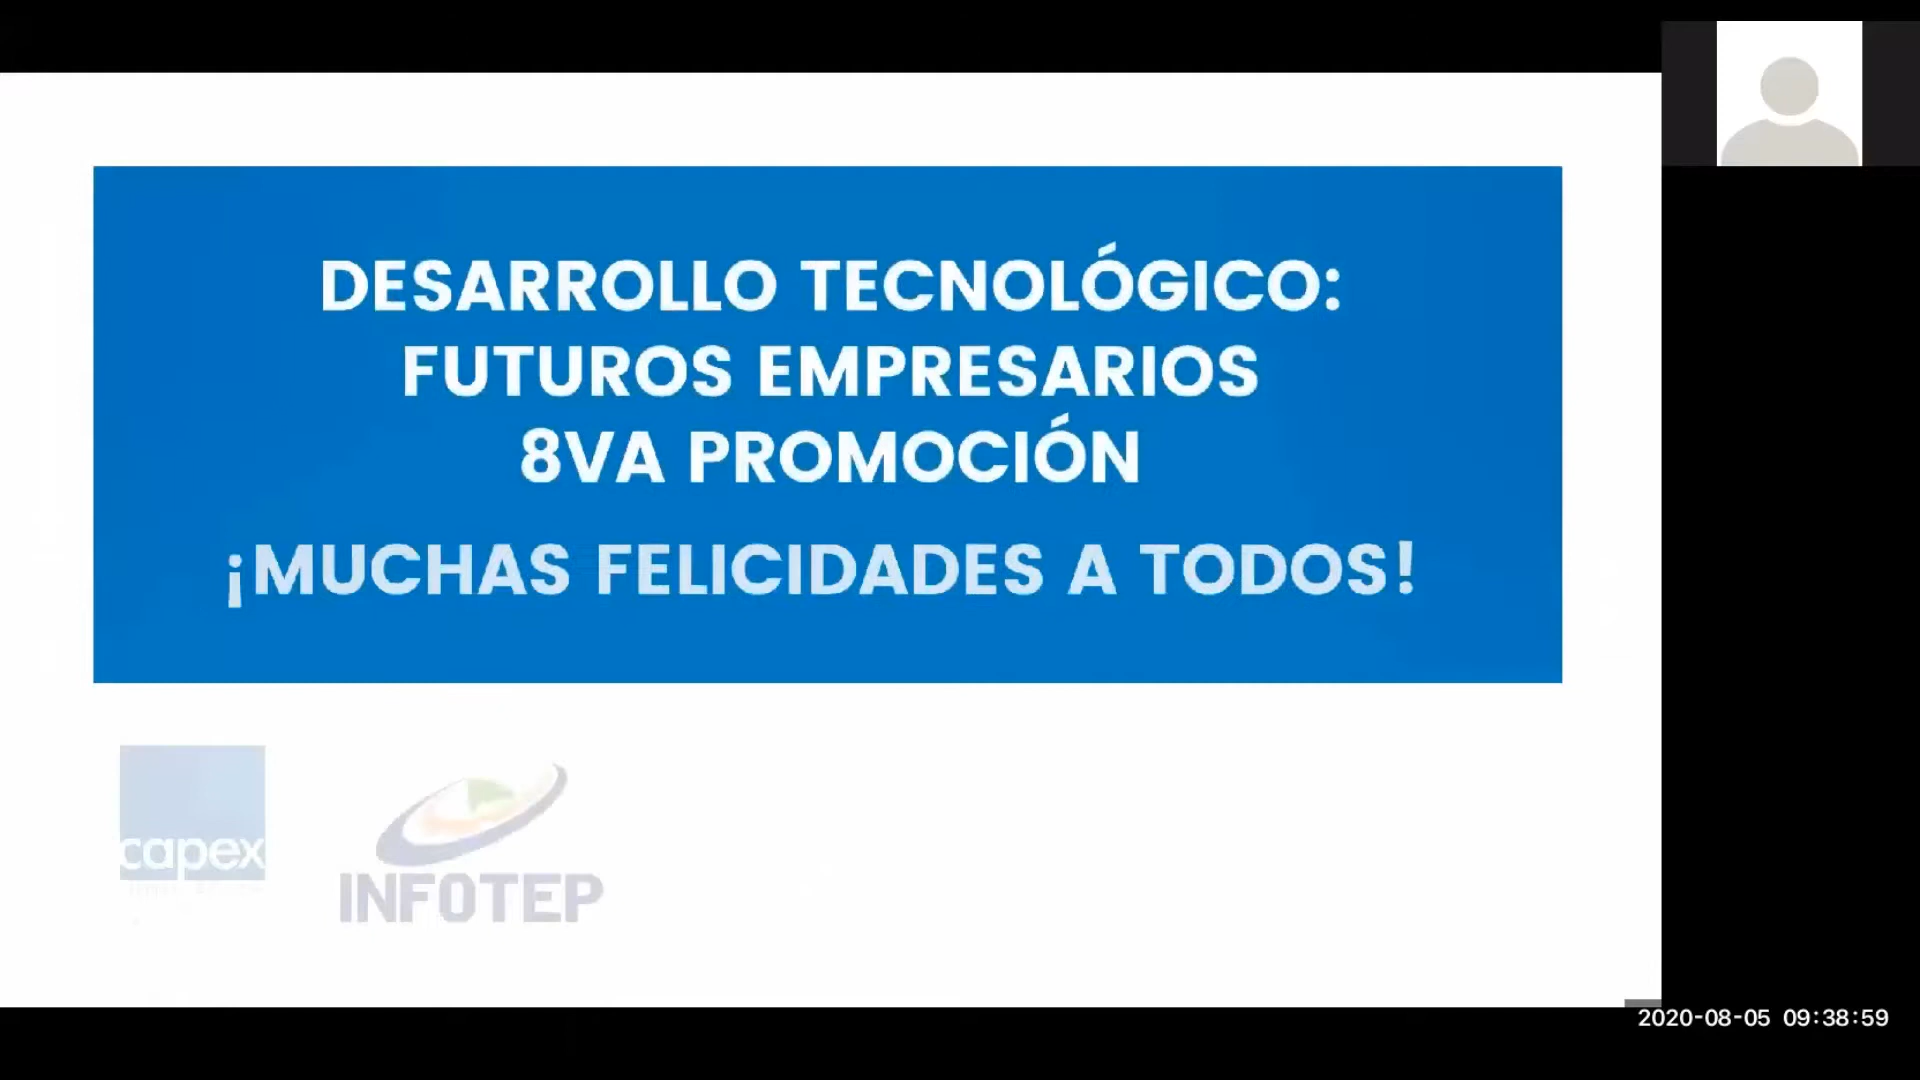 DESARROLLO TECNOLÓGICO:
FUTUROS EMPRESARIOS
8VA PROMOCIÓN
¡MUCHAS FELICIDADES A TODOS!
capex
INFOTEP
2020-08-05 09:38:59